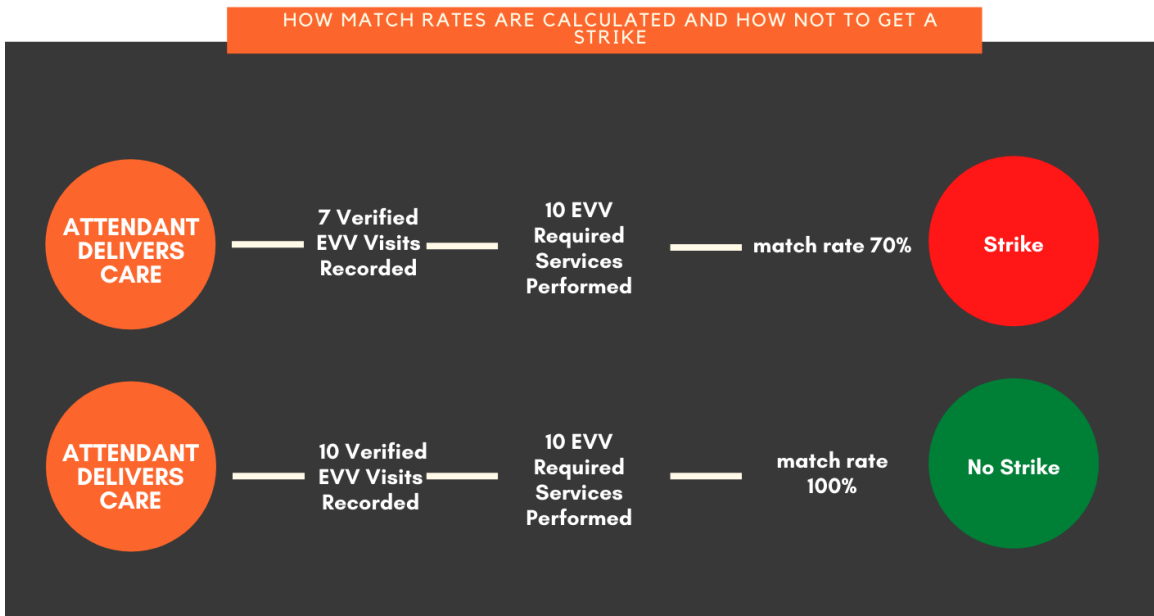 HOW MATCH RATES ARE CALCULATED AND HOW NOT TO GET A
STRIKE
ATTENDANT
DELIVERS
CARE
7 Verified
EVV Visits
Recorded
10 EVV
Required
Services
Performed
match rate 70%
Strike
ATTENDANT
DELIVERS
CARE
10 Verified
EVV Visits
Recorded
10 EVV
Required
Services
Performed
match rate
100%
No Strike